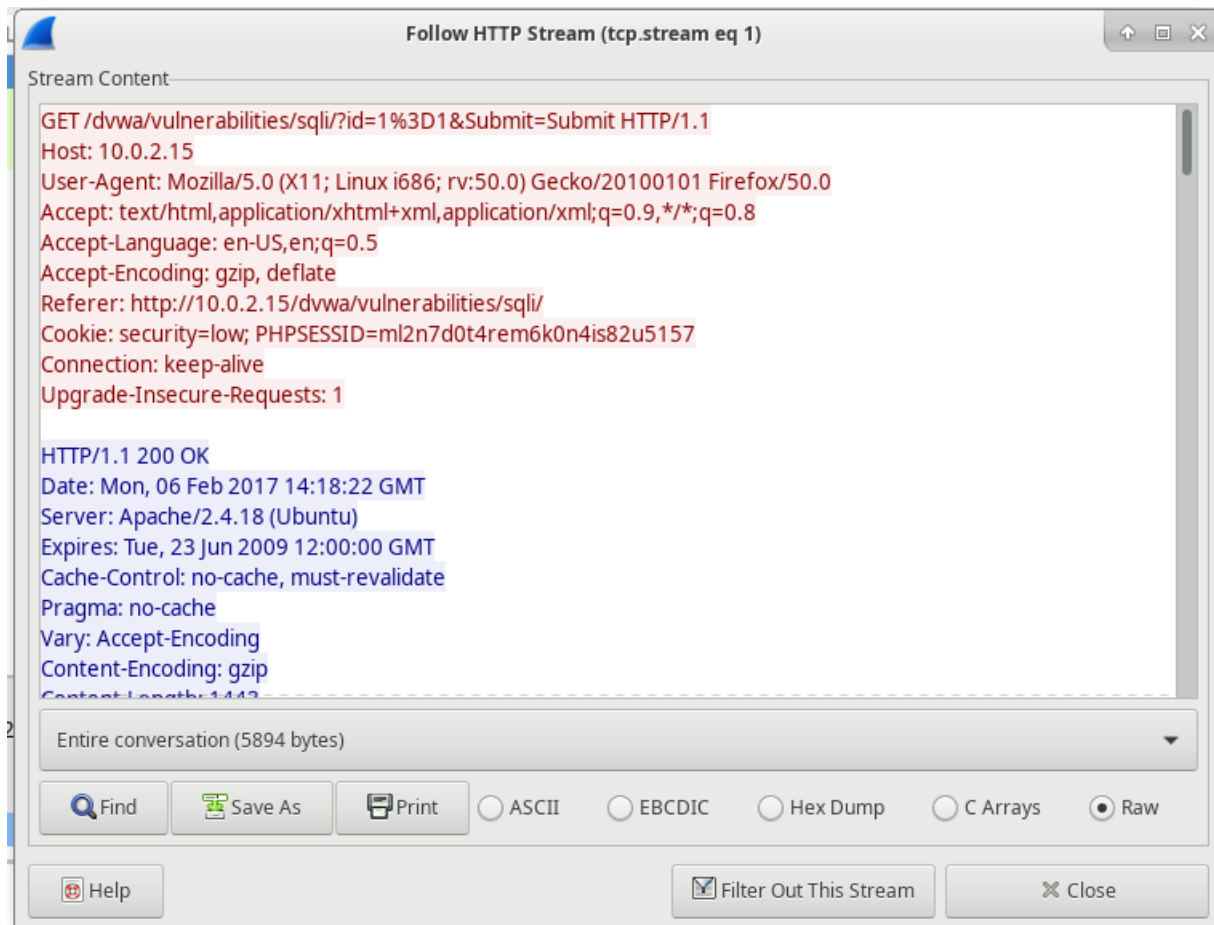 Follow HTTP Stream (tcp.stream eq 1)
Stream Content
GET /dvwa/vulnerabilities/sqli/?id=1%3D1&Submit=Submit HTTP/1.1
Host: 10.0.2.15
User-Agent: Mozilla/5.0 (X11; Linux i686; rv:50.0) Gecko/20100101 Firefox/50.0
Accept: text/html,application/xhtml+xml,application/xml;q=0.9,*/*;q=0.8
Accept-Language: en-US,en;q=0.5
Accept-Encoding: gzip, deflate
Referer: http://10.0.2.15/dvwa/vulnerabilities/sqli/
Cookie: security=low; PHPSESSID=ml2n7d0t4rem6k0n4is82u5157
Connection: keep-alive
Upgrade-Insecure-Requests: 1
HTTP/1.1 200 OK
Date: Mon, 06 Feb 2017 14:18:22 GMT
Server: Apache/2.4.18 (Ubuntu)
Expires: Tue, 23 Jun 2009 12:00:00 GMT
Cache-Control: no-cache, must-revalidate
Pragma: no-cache
Vary: Accept-Encoding
Content-Encoding: gzip
Content-Length: 1443
Entire conversation (5894 bytes)
Find Save As Print ASCII EBCDIC Hex Dump C Arrays Raw
Help Filter Out This Stream Close